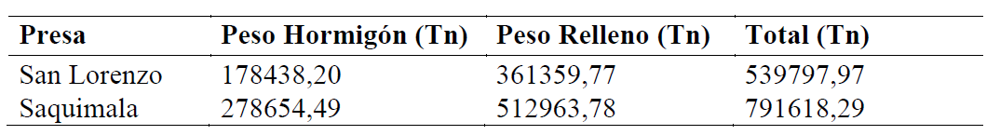 Presa Peso Hormigón (Tn) Peso Relleno (Tn) Total (Tn)
San Lorenzo 178438,20 361359,77 539797,97
Saquimala 278654,49 512963,78 791618,29